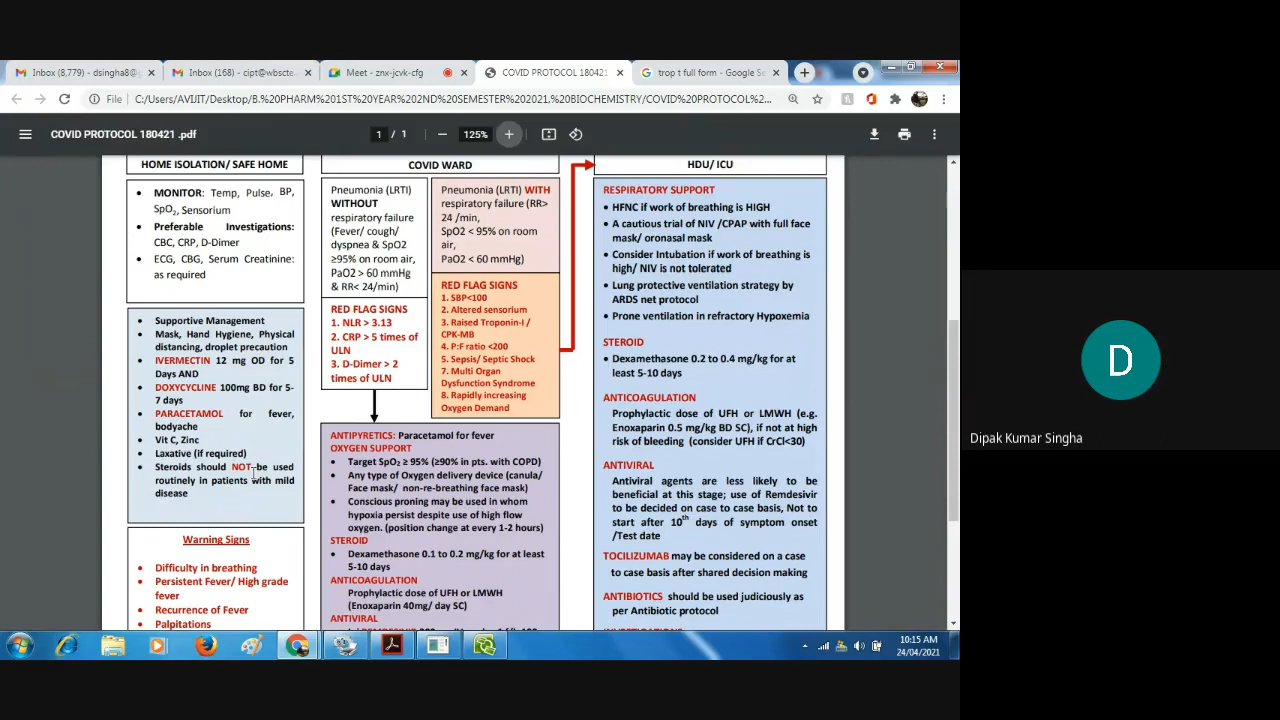 Inbox (8,779) - dsingha8@
Inbox (199) - cipt@wbscte
Meet - znx-jcvk-cfg
COVID PROTOCOL 180421
trop t full form - Google Se
File
C:/Users/AVIJIT/Desktop/B.%20PHARM%201ST%20YEAR%202ND%20SEMESTER%202021,%20BIOCHEMISTRY/COVID%20PROTOCOL%2...
COVID PROTOCOL 180421 .pdf
1 / 1
125%
HOME ISOLATION/ SAFE HOME
MONITOR: Temp, Pulse, BP,
SpO2, Sensorium
Preferable Investigations:
CBC, CRP, D-Dimer
ECG, CBG, Serum Creatinine:
as required
Supportive Management
Mask, Hand Hygiene, Physical
distancing, droplet precaution
IVERMECTIN 12 mg OD for 5
Days AND
DOXYCYCLINE 100mg BD for 5-
7 days
PARACETAMOL for fever,
bodyache
Vit C, Zinc
Laxative (if required)
Steroids should NOT be used
routinely in patients with mild
disease
Warning Signs
Difficulty in breathing
Persistent Fever/ High grade
fever
Recurrence of Fever
Palpitations
COVID WARD
Pneumonia (LRTI)
WITHOUT
respiratory failure
(Fever/ cough/
dyspnea & SpO2
≥95% on room air,
PaO2 > 60 mmHg
& RR< 24/min)
RED FLAG SIGNS
1. NLR > 3.13
2. CRP > 5 times of
ULN
3. D-Dimer > 2
times of ULN
Pneumonia (LRTI) WITH
respiratory failure (RR>
24 /min,
SpO2 < 95% on room
air,
PaO2 < 60 mmHg)
RED FLAG SIGNS
1. SBP<100
2. Altered sensorium
3. Raised Troponin-I /
CPK-MB
4. P:F ratio <200
5. Sepsis/ Septic Shock
7. Multi Organ
Dysfunction Syndrome
8. Rapidly increasing
Oxygen Demand
ANTIPYRETICS: Paracetamol for fever
OXYGEN SUPPORT
Target SpO2 ≥ 95% (≥90% in pts. with COPD)
Any type of Oxygen delivery device (canula/
Face mask/ non-re-breathing face mask)
Conscious proning may be used in whom
hypoxia persist despite use of high flow
oxygen. (position change at every 1-2 hours)
STEROID
Dexamethasone 0.1 to 0.2 mg/kg for at least
5-10 days
ANTICOAGULATION
Prophylactic dose of UFH or LMWH
(Enoxaparin 40mg/ day SC)
ANTIVIRAL
HDU/ ICU
RESPIRATORY SUPPORT
HFNC if work of breathing is HIGH
A cautious trial of NIV /CPAP with full face
mask/ oronasal mask
Consider Intubation if work of breathing is
high/ NIV is not tolerated
Lung protective ventilation strategy by
ARDS net protocol
Prone ventilation in refractory Hypoxemia
STEROID
Dexamethasone 0.2 to 0.4 mg/kg for at
least 5-10 days
ANTICOAGULATION
Prophylactic dose of UFH or LMWH (e.g.
Enoxaparin 0.5 mg/kg BD SC), if not at high
risk of bleeding (consider UFH if CrCl<30)
ANTIVIRAL
Antiviral agents are less likely to be
beneficial at this stage; use of Remdesivir
to be decided on case to case basis, Not to
start after 10th days of symptom onset
/Test date
TOCILIZUMAB may be considered on a case
to case basis after shared decision making
ANTIBIOTICS should be used judiciously as
per Antibiotic protocol
10:15 AM
24/04/2021
D
Dipak Kumar Singha